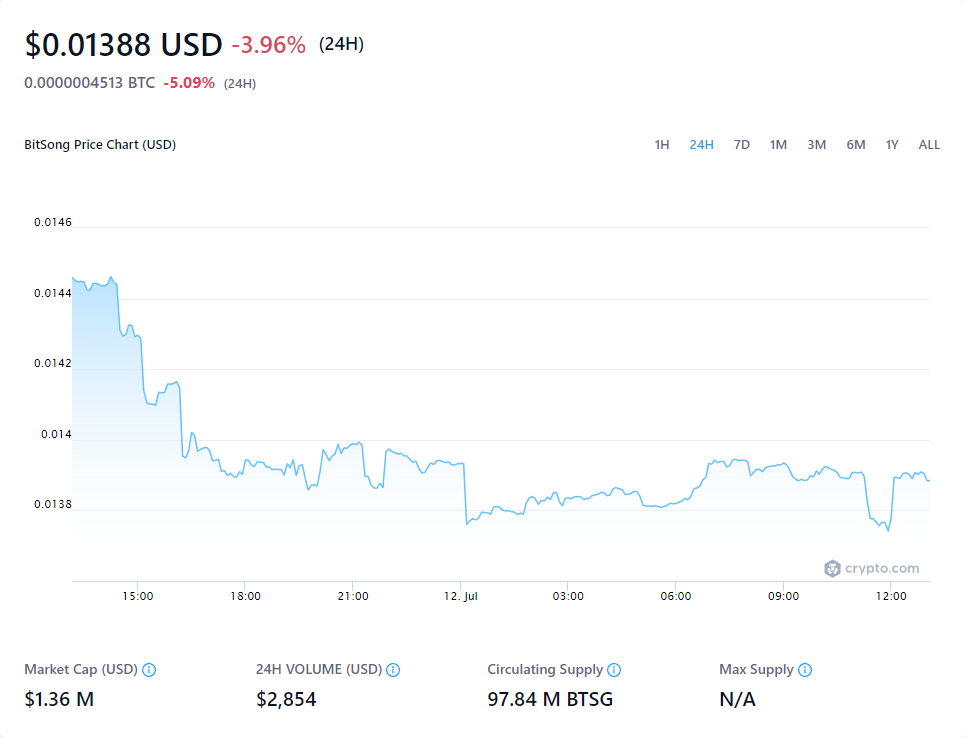 $0.01388 USD -3.96% (24H)
0.0000004513 BTC -5.09% (24H)
BitSong Price Chart (USD) 1H 24H 7D 1M 3M 6M 1Y ALL
0.0146
0.0144
0.0142
0.014
0.0138
crypto.com
15:00 18:00 21:00 12. Jul 03:00 06:00 09:00 12:00
Market Cap (USD) 24H VOLUME (USD) Circulating Supply Max Supply
$1.36 M $2,854 97.84 M BTSG N/A